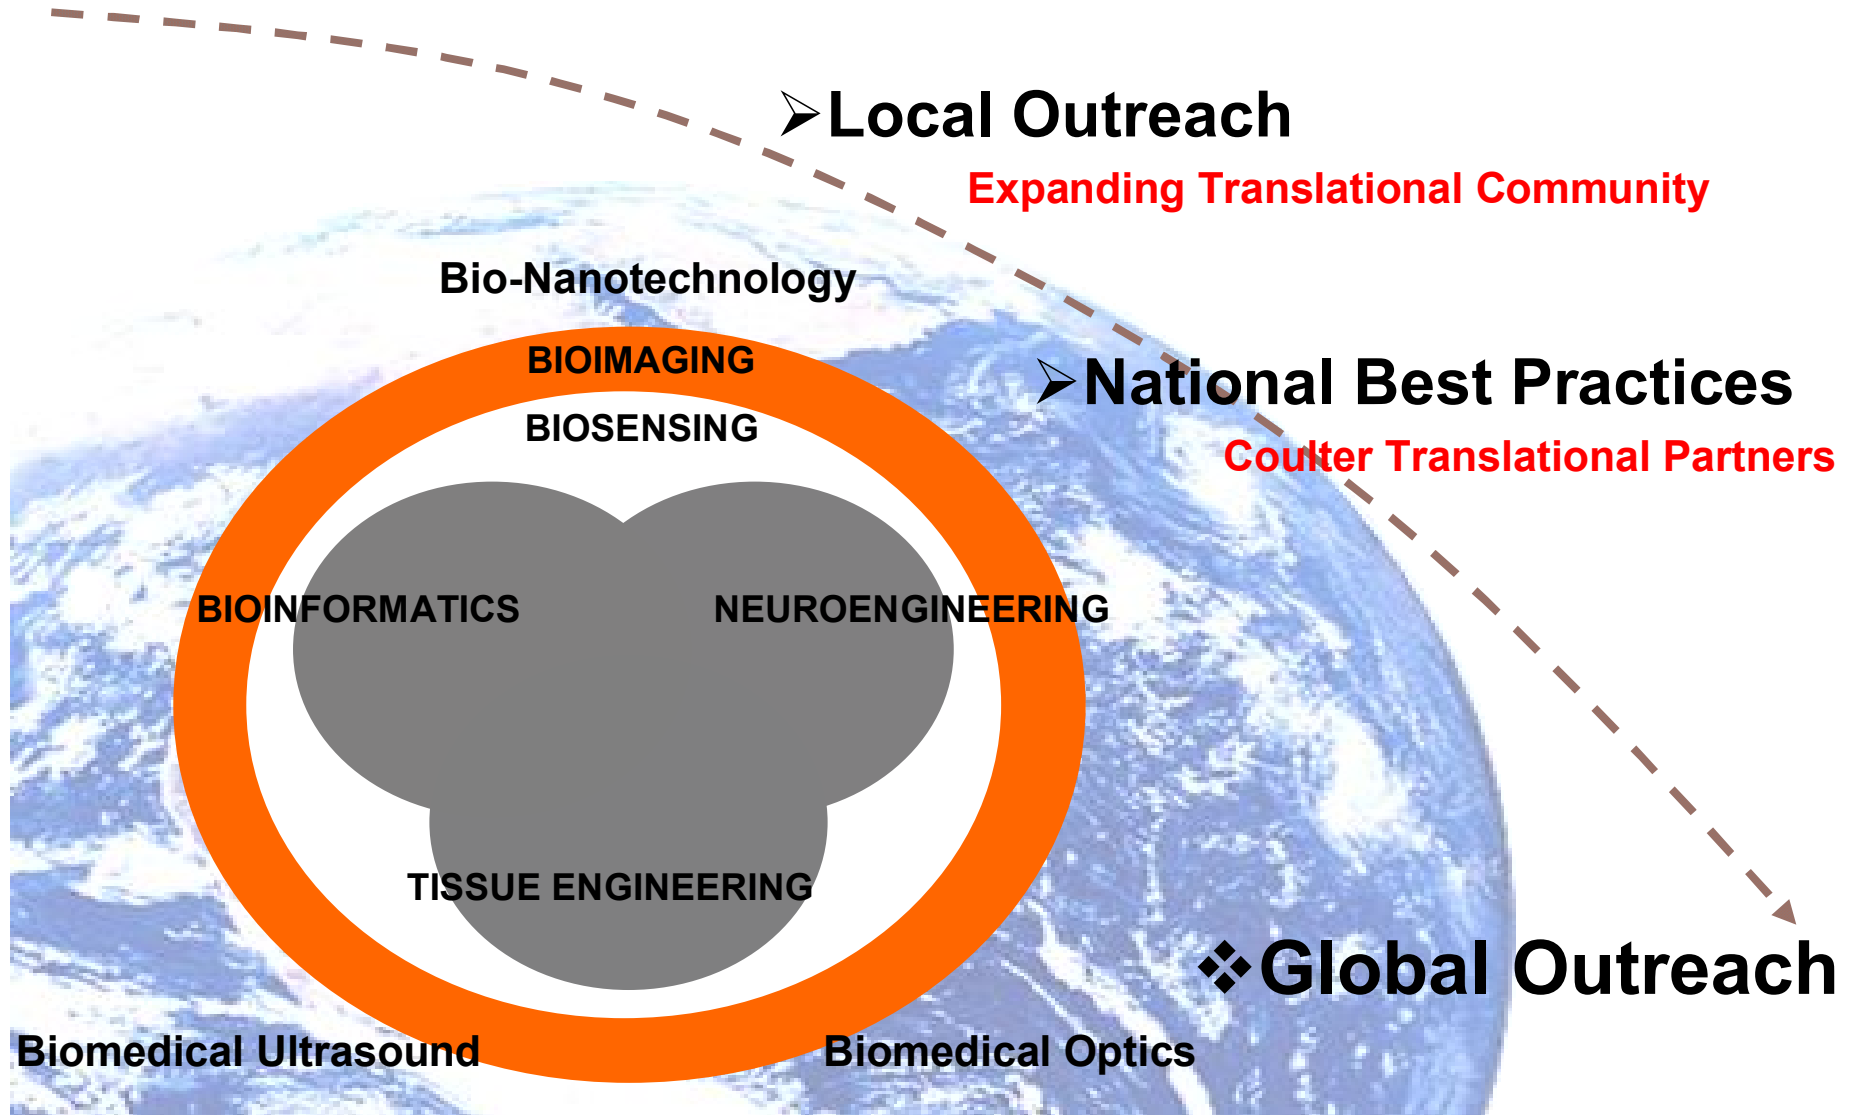 ➢Local Outreach
Expanding Translational Community
Bio-Nanotechnology
BIOIMAGING
➢National Best Practices
BIOSENSING
Coulter Translational Partners
BIOINFORMATICS
NEUROENGINEERING
TISSUE ENGINEERING
❖Global Outreach
Biomedical Ultrasound
Biomedical Optics